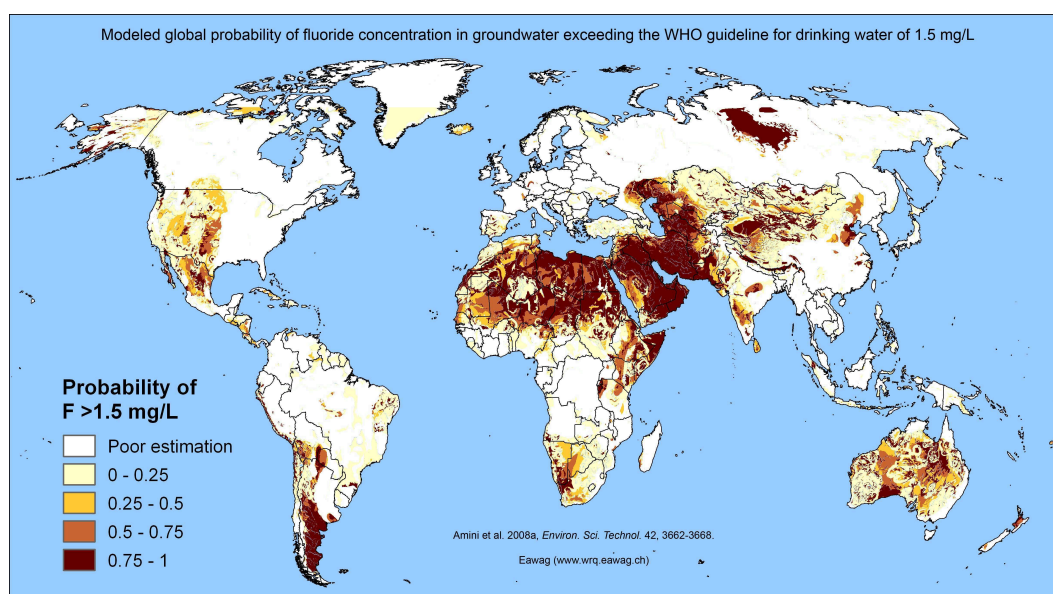 Modeled global probability of fluoride concentration in groundwater exceeding the WHO guideline for drinking water of 1.5 mg/L
Probability of
F >1.5 mg/L
Poor estimation
0 - 0.25
0.25 - 0.5
0.5 - 0.75
0.75 - 1
Amini et al. 2008a, Environ. Sci. Technol. 42, 3662-3668.
Eawag (www.wrq.eawag.ch)